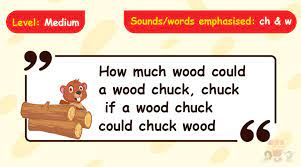 Level: Medium
Sounds/words emphasised: ch & w
How much wood could
a wood chuck, chuck
if a wood chuck
could chuck wood